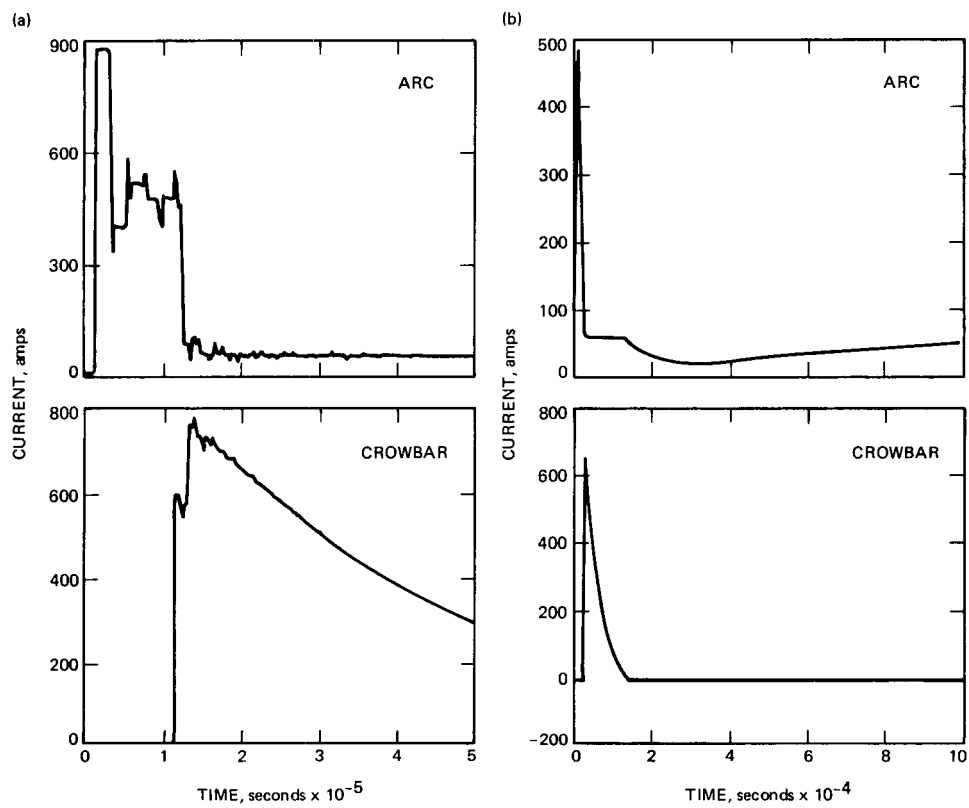 (a)
900
600
300
0
ARC
800
600
400
200
0
CROWBAR
0 1 2 3 4 5
CURRENT, amps
TIME, seconds x 10-5
(b)
500
400
300
200
100
0
ARC
800
600
400
200
0
-200
CROWBAR
0 2 4 6 8 10
CURRENT, amps
TIME, seconds x 10-4